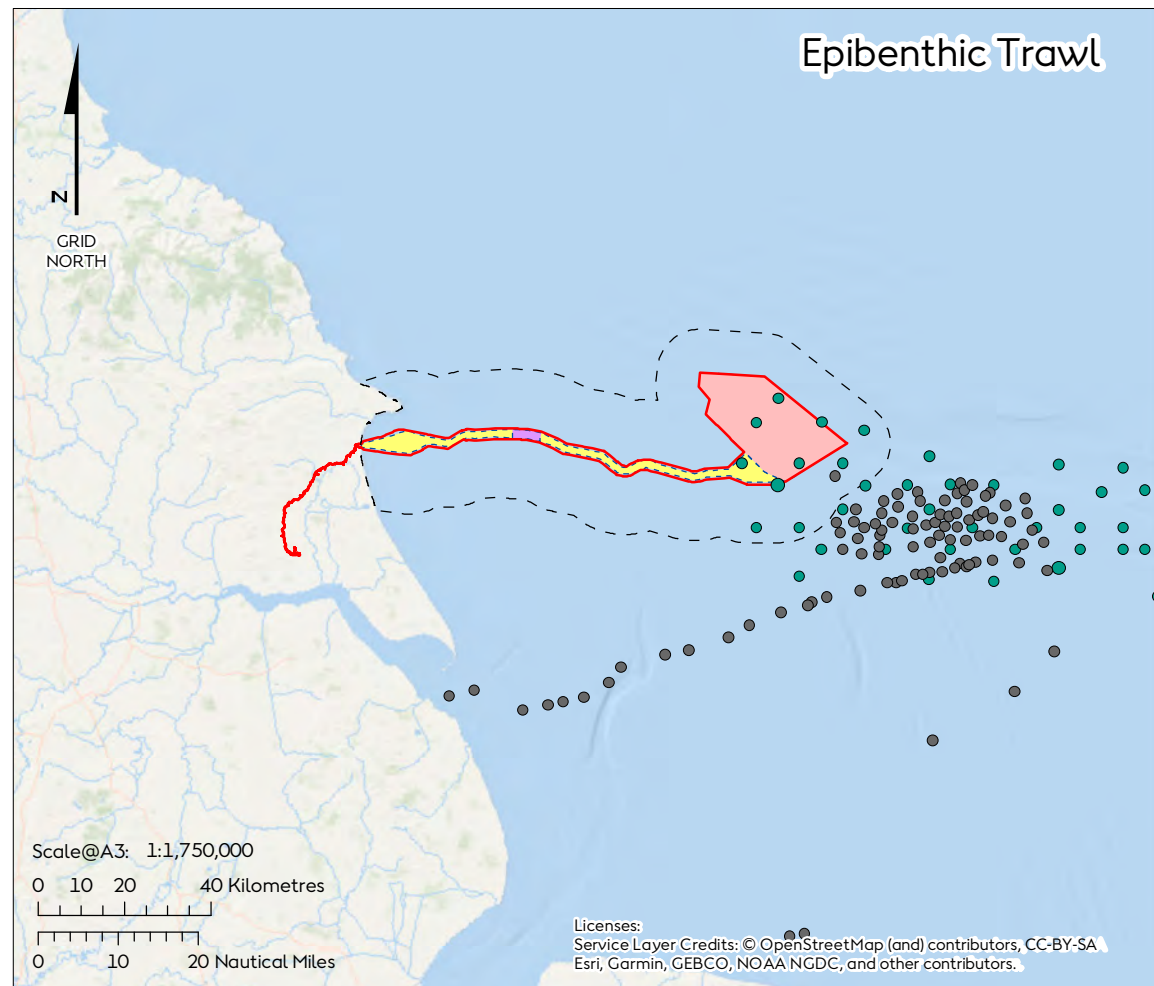 Epibenthic Trawl
N
GRID
NORTH
Scale@A3: 1:1,750,000
0 10 20 40 Kilometres
0 10 20 Nautical Miles
Licenses:
Service Layer Credits: © OpenStreetMap (and) contributors, CC-BY-SA
Esri, Garmin, GEBCO, NOAA NGDC, and other contributors.